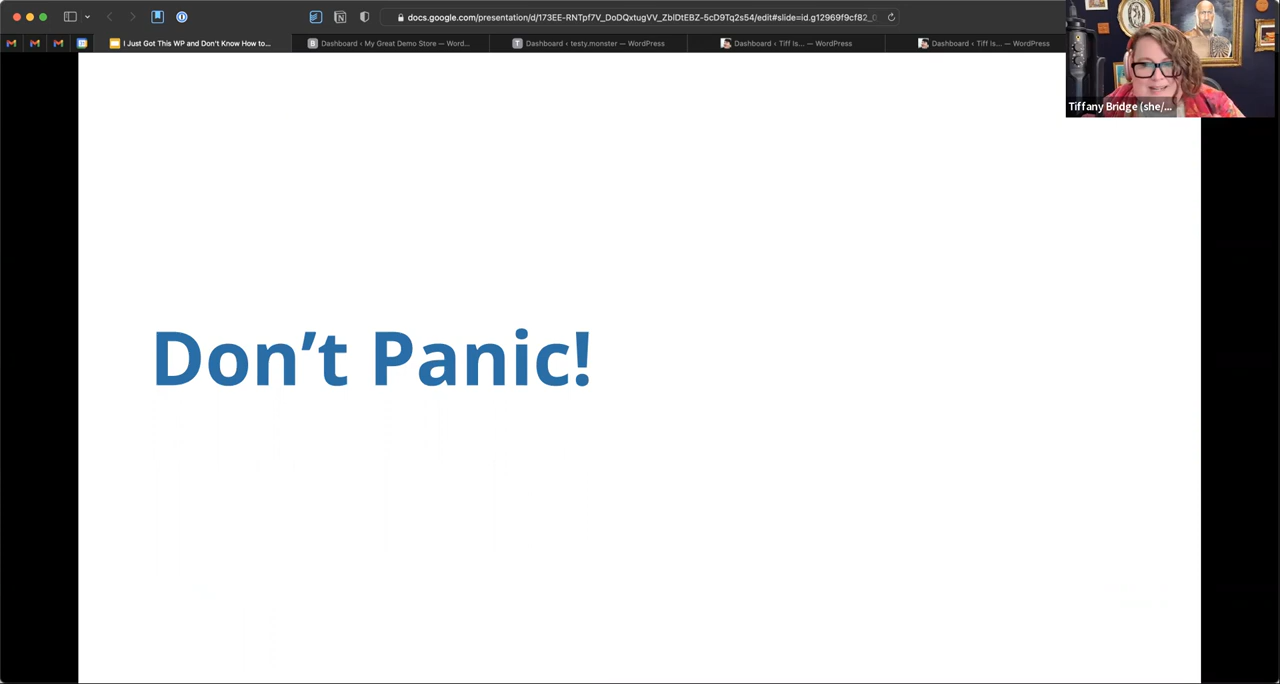 docs.google.com/presentation/d/173EE-RNTpf7V_DoDQxtugVV_ZblDtEBZ-5cD9Tq2s54/edit#slide=id.g12969f9cf82_0
I Just Got This WP and Don't Know How to...
B Dashboard ‹ My Great Demo Store — Word...
T Dashboard ‹ testy.monster — WordPress
Dashboard ‹ Tiff Is... — WordPress
Dashboard ‹ Tiff Is... — WordPress
Tiffany Bridge (she/...
Don't Panic!